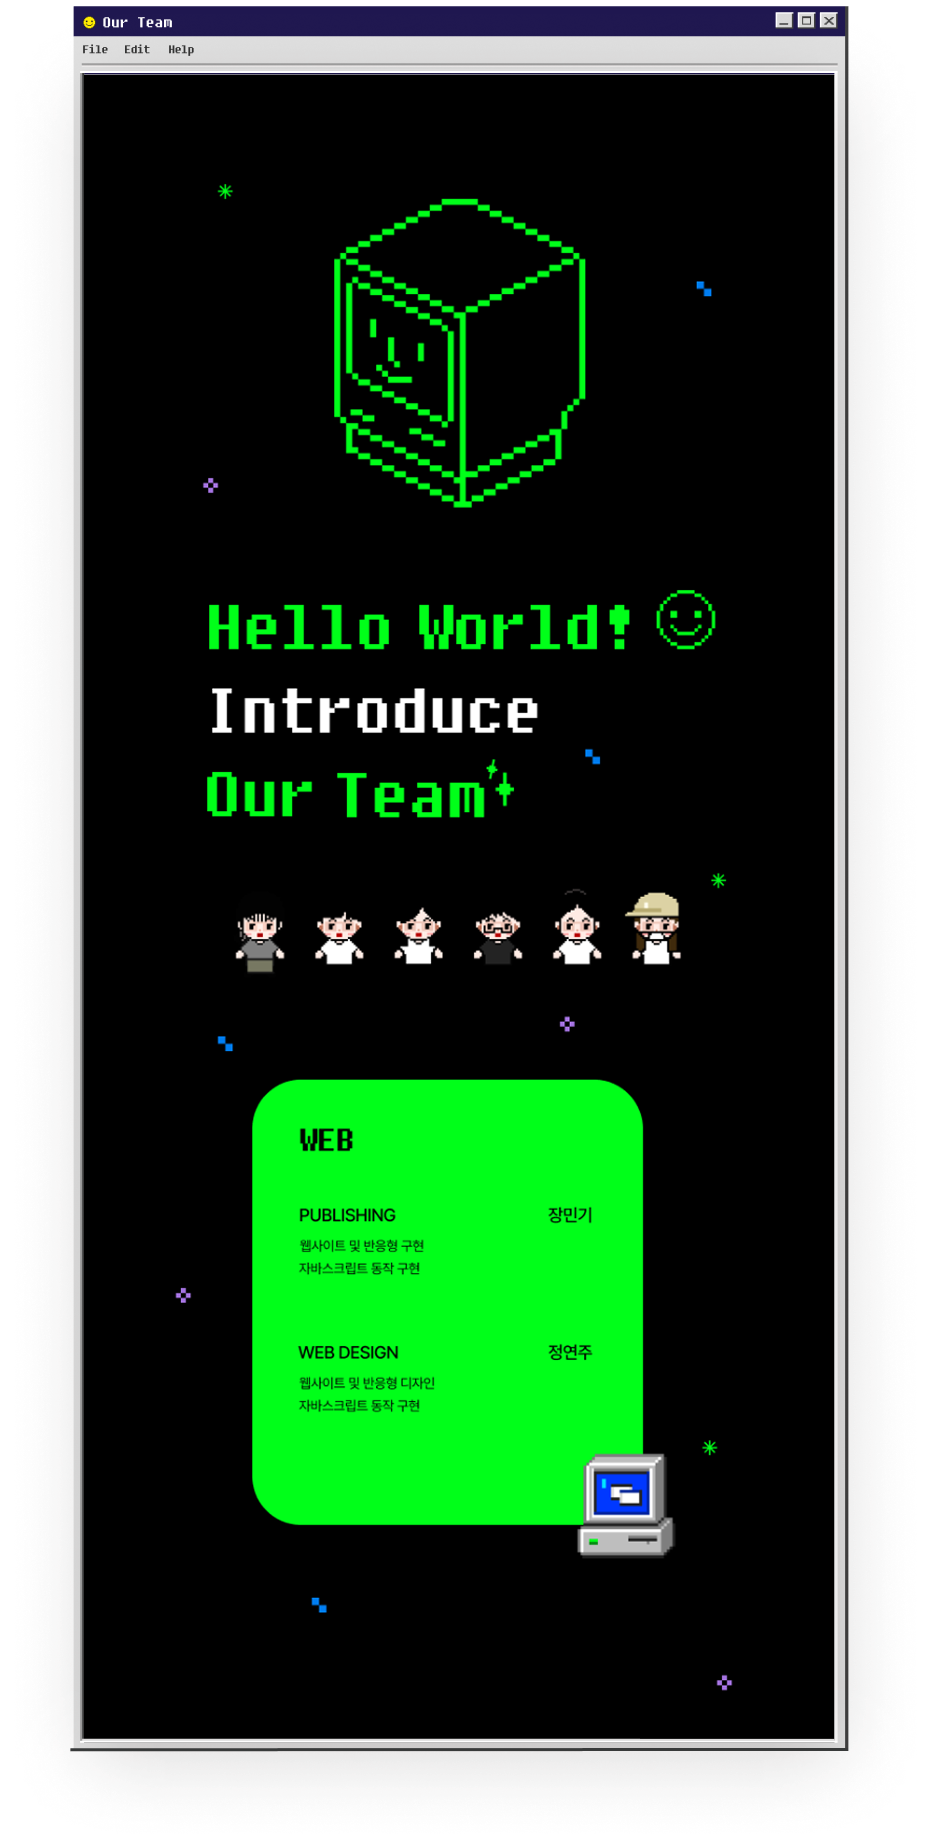 Our Team
File Edit Help
Hello World!
Introduce
Our Team
WEB
PUBLISHING 장민기
웹사이트 및 반응형 구현
자바스크립트 동작 구현
WEB DESIGN 정연주
웹사이트 및 반응형 디자인
자바스크립트 동작 구현